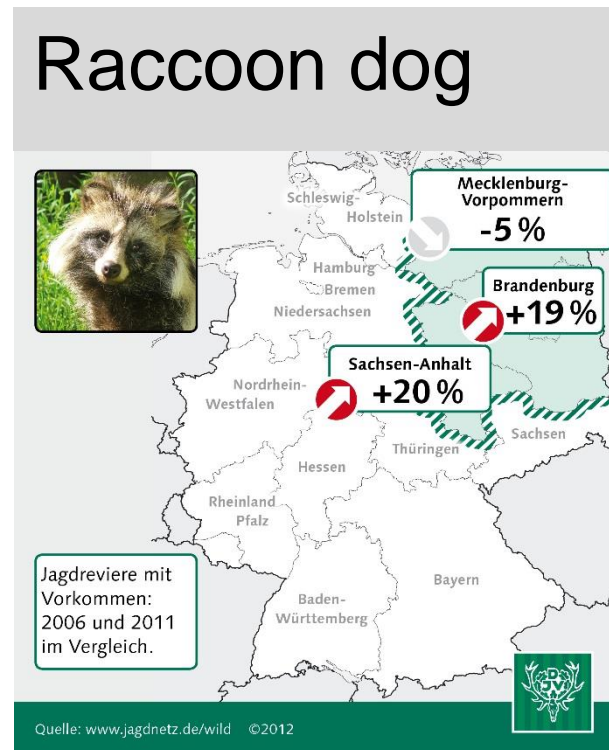 Raccoon dog
Mecklenburg-
Vorpommern
-5 %
Schleswig-
Holstein
Hamburg
Bremen
Niedersachsen
Brandenburg
+19 %
Sachsen-Anhalt
+20 %
Nordrhein-
Westfalen
Sachsen
Thüringen
Hessen
Rheinland
Pfalz
Jagdreviere mit
Vorkommen:
2006 und 2011
im Vergleich.
Baden-
Württemberg
Bayern
DJV
Quelle: www.jagdnetz.de/wild ©2012